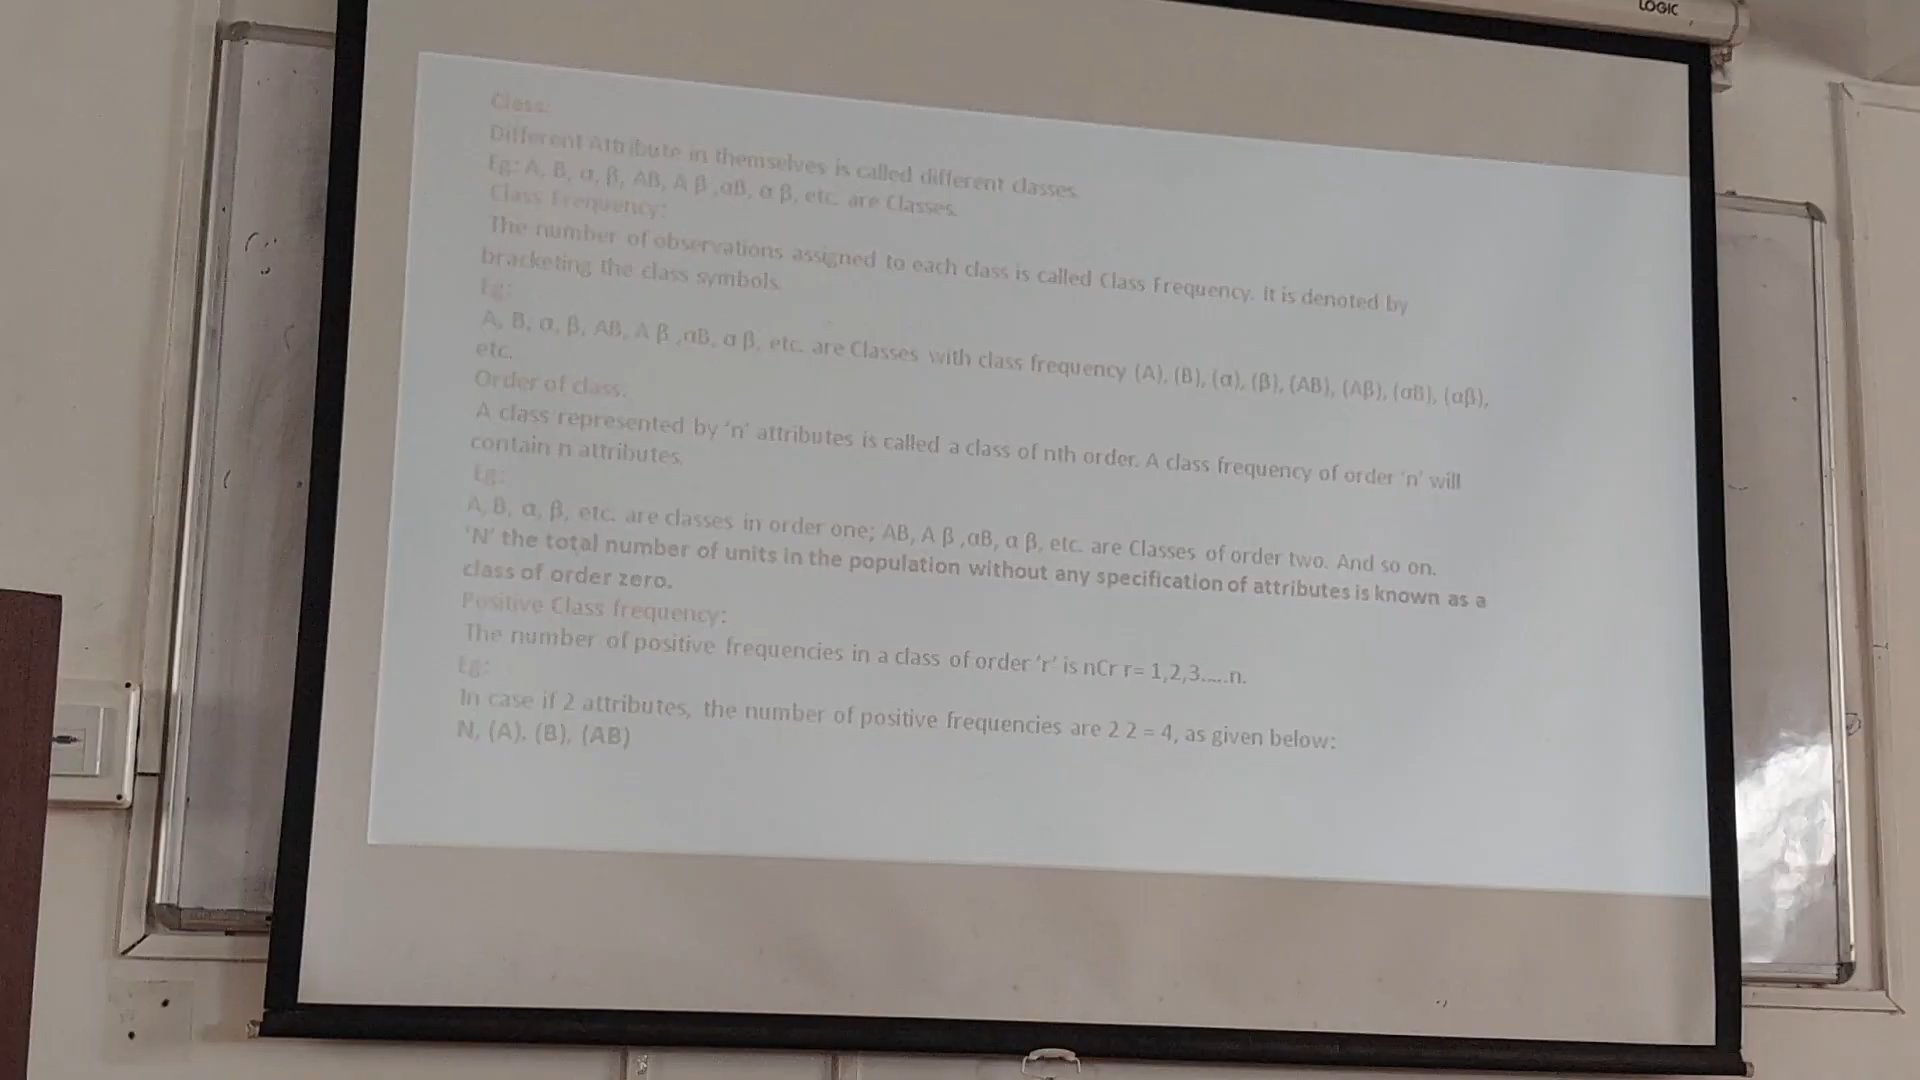 LOGIC
Class:
Different Attribute in themselves is called different classes.
Eg: A, B, α, β, AB, A β ,αB, α β, etc. are Classes.
Class Frequency:
The number of observations assigned to each class is called Class Frequency. It is denoted by
bracketing the class symbols.
Eg:
A, B, α, β, AB, A β ,αB, α β, etc. are Classes with class frequency (A), (B), (α), (β), (AB), (Aβ), (αB), (αβ),
etc.
Order of class.
A class represented by ‘n’ attributes is called a class of nth order. A class frequency of order ‘n’ will
contain n attributes.
Eg:
A, B, α, β, etc. are classes in order one; AB, A β ,αB, α β, etc. are Classes of order two. And so on.
‘N’ the total number of units in the population without any specification of attributes is known as a
class of order zero.
Positive Class frequency:
The number of positive frequencies in a class of order ‘r’ is nCr r= 1,2,3.....n.
Eg:
In case if 2 attributes, the number of positive frequencies are 2 2 = 4, as given below:
N, (A), (B), (AB)